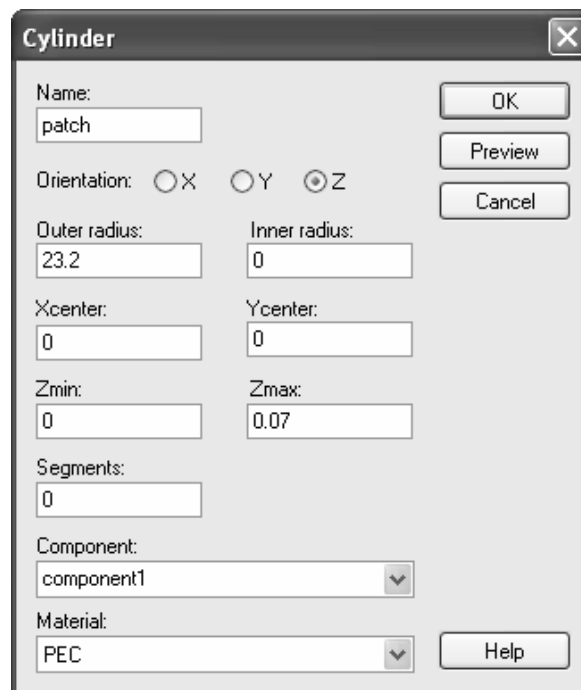 Cylinder
Name:
OK
patch
Preview
Orientation: X Y Z
Cancel
Outer radius: Inner radius:
23.2 0
Xcenter: Ycenter:
0 0
Zmin: Zmax:
0 0.07
Segments:
0
Component:
component1
Material:
PEC Help